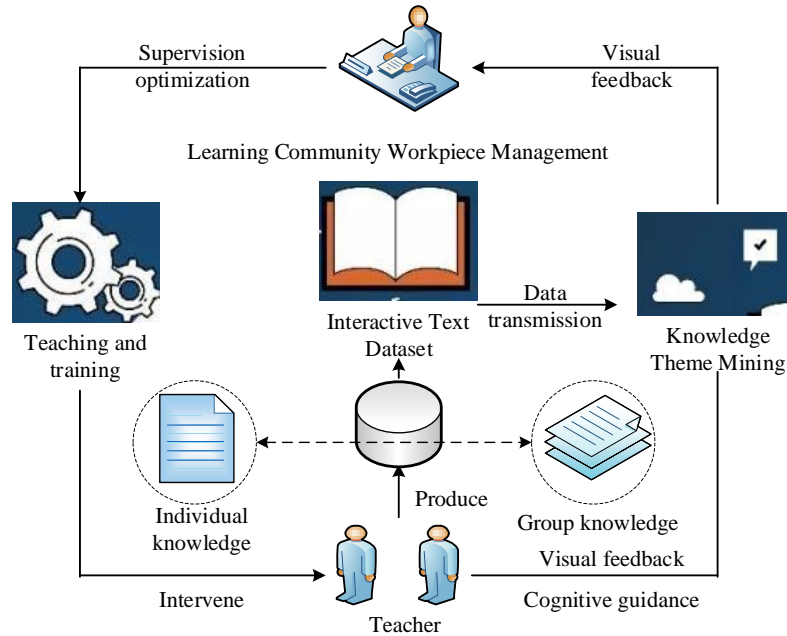 Supervision
optimization
Visual
feedback
Learning Community Workpiece Management
Data
transmission
Interactive Text
Dataset
Teaching and
training
Knowledge
Theme Mining
Produce
Individual
knowledge
Group knowledge
Visual feedback
Intervene
Cognitive guidance
Teacher